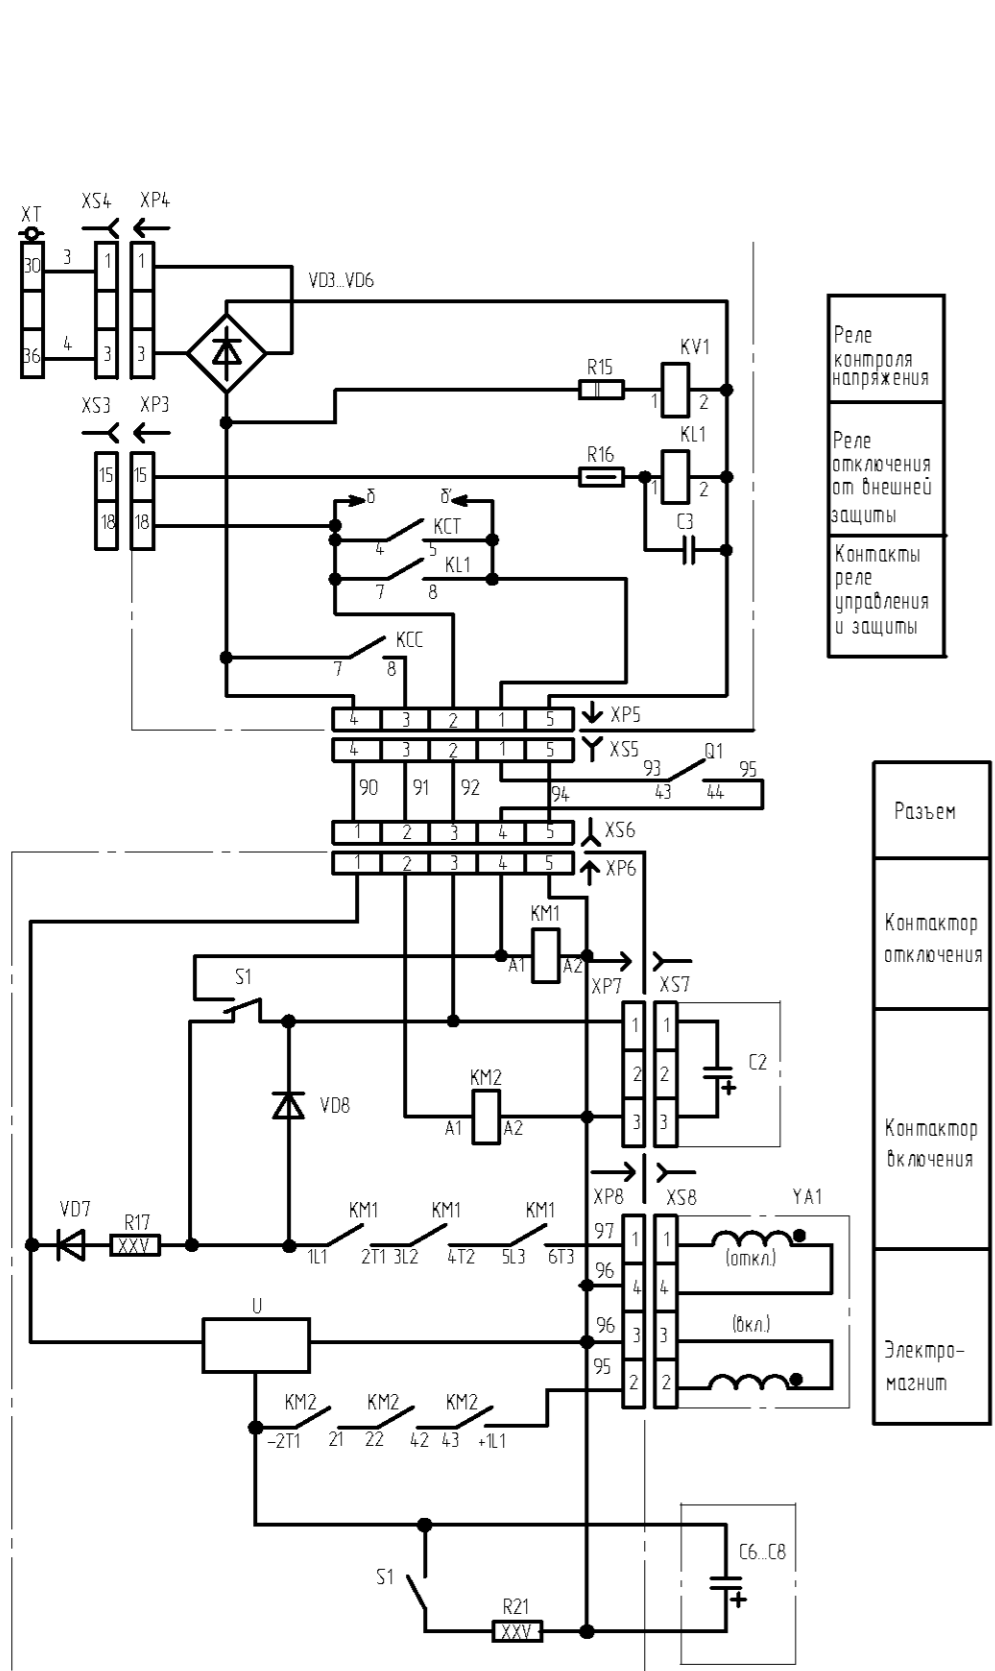 XS4 XP4
XT
30 3 1 1
VD3...VD6
36 4 3 3
KV1
R15
1 2
Реле
контроля
напряжения
XS3 XP3
KL1
R16
15 15
1 2
18 18
δ δ'
KCT
4 5
C3
KL1
7 8
Реле
отключения
от внешней
защиты
Контакты
реле
управления
и защиты
KCC
7 8
4 3 2 1 5 XP5
4 3 2 1 5 XS5
Q1
93 95
43 44
90 91 92 94
1 2 3 4 5 XS6
1 2 3 4 5 XP6
Разъем
KM1
A1 A2
Контактор
отключения
S1
XP7 XS7
1 1
2 2
3 3
C2
KM2
A1 A2
VD8
Контактор
включения
XP8 XS8 YA1
VD7
R17
XXV
KM1 KM1 KM1
1L1 2T1 3L2 4T2 5L3 6T3
97 1 1
(откл.)
96 4 4
U
96 3 3
(вкл.)
95 2 2
Электро-
магнит
KM2 KM2 KM2
-2T1 21 22 42 43 +1L1
C6...C8
S1
R21
XXV